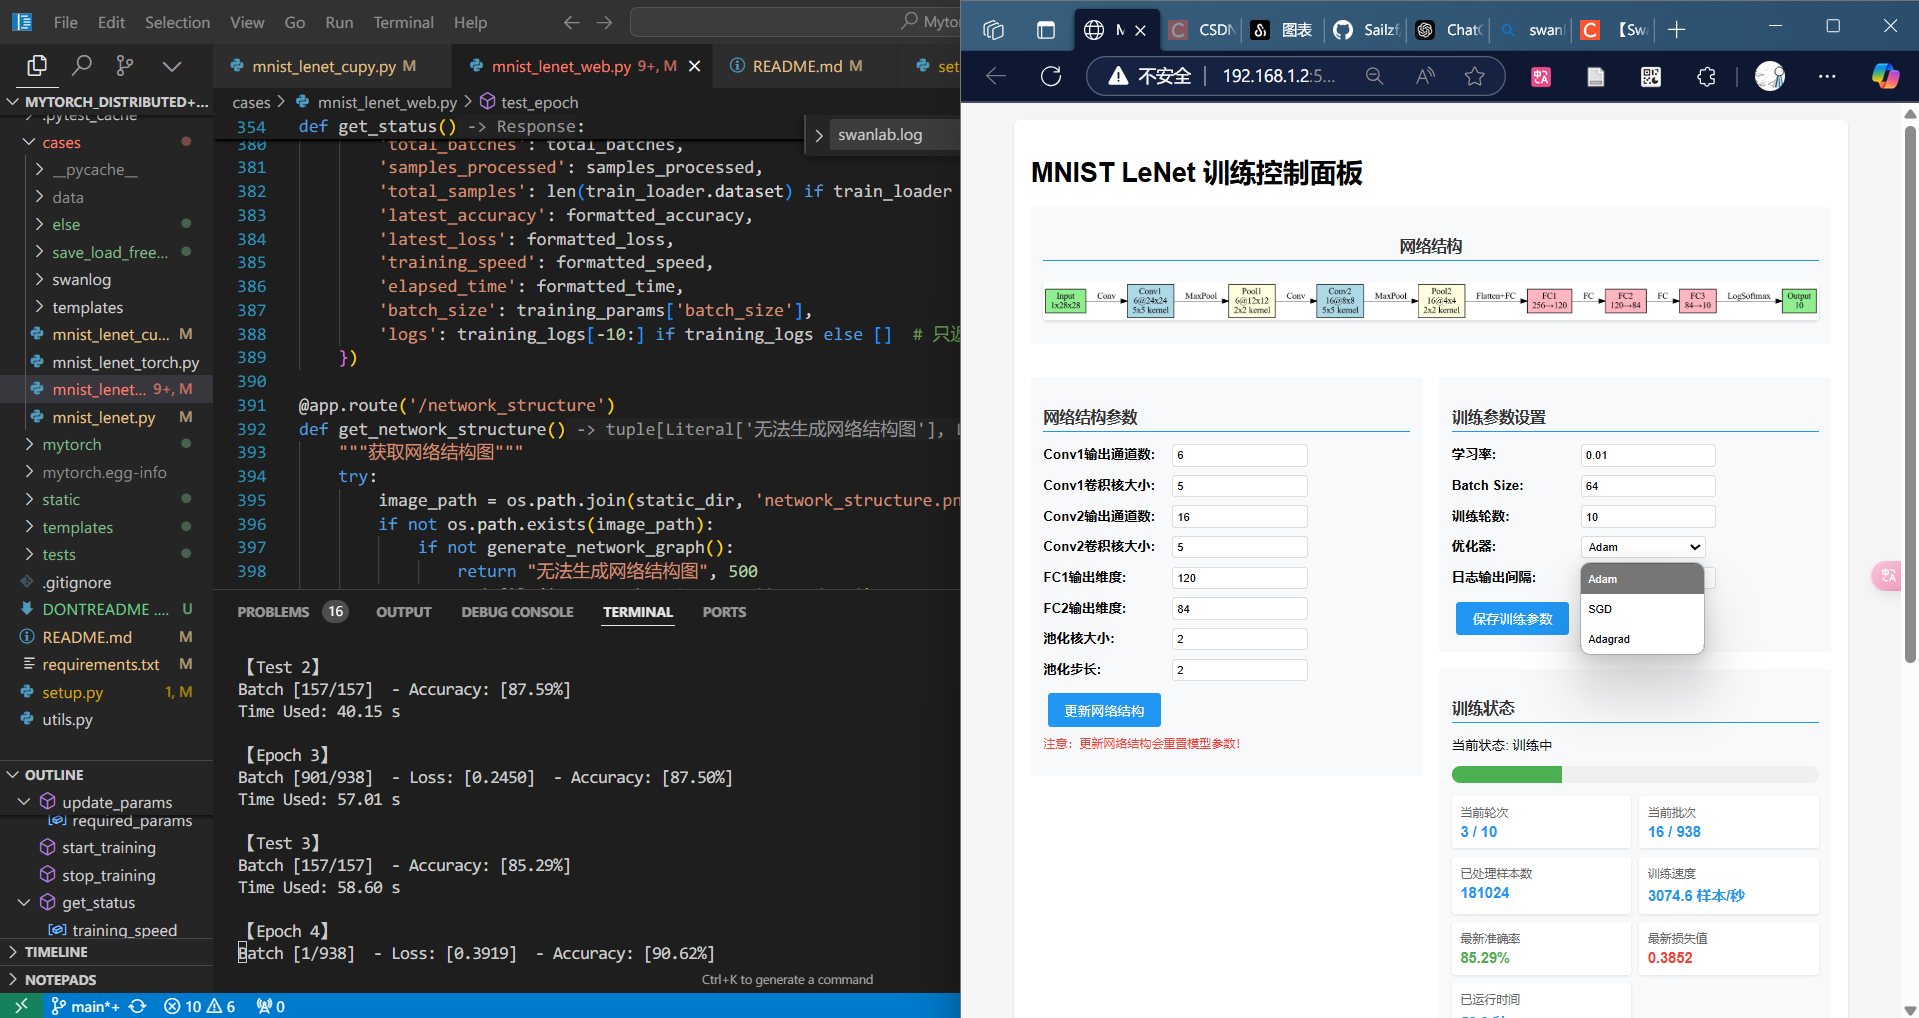 File Edit Selection View Go Run Terminal Help
mnist_lenet_cupy.py M
mnist_lenet_web.py 9+, M
README.md M
MYTORCH_DISTRIBUTED+...
.pytest_cache
cases
__pycache__
data
else
save_load_free...
swanlog
templates
mnist_lenet_cu... M
mnist_lenet_torch.py
mnist_lenet... 9+, M
mnist_lenet.py M
mytorch
mytorch.egg-info
static
templates
tests
.gitignore
DONTREADME .... U
README.md M
requirements.txt M
setup.py 1, M
utils.py
OUTLINE
update_params
required_params
start_training
stop_training
get_status
training_speed
TIMELINE
NOTEPADS
cases > mnist_lenet_web.py > test_epoch
swanlab.log
354 def get_status() -> Response:
380 'total_batches': total_batches,
381 'samples_processed': samples_processed,
382 'total_samples': len(train_loader.dataset) if train_loader
383 'latest_accuracy': formatted_accuracy,
384 'latest_loss': formatted_loss,
385 'training_speed': formatted_speed,
386 'elapsed_time': formatted_time,
387 'batch_size': training_params['batch_size'],
388 'logs': training_logs[-10:] if training_logs else [] # 只返
389 })
390
391 @app.route('/network_structure')
392 def get_network_structure() -> tuple[Literal['无法生成网络结构图'],
393 """获取网络结构图"""
394 try:
395 image_path = os.path.join(static_dir, 'network_structure.pn
396 if not os.path.exists(image_path):
397 if not generate_network_graph():
398 return "无法生成网络结构图", 500
PROBLEMS 16 OUTPUT DEBUG CONSOLE TERMINAL PORTS
【Test 2】
Batch [157/157] - Accuracy: [87.59%]
Time Used: 40.15 s
【Epoch 3】
Batch [901/938] - Loss: [0.2450] - Accuracy: [87.50%]
Time Used: 57.01 s
【Test 3】
Batch [157/157] - Accuracy: [85.29%]
Time Used: 58.60 s
【Epoch 4】
Batch [1/938] - Loss: [0.3919] - Accuracy: [90.62%]
Ctrl+K to generate a command
main*+ 10 6 0
CSDN 图表 Sailzf ChatG swanl 【Swa
不安全 192.168.1.2:5...
MNIST LeNet 训练控制面板
网络结构
Input
1x28x28
Conv
Conv1
6@24x24
5x5 kernel
MaxPool
Pool1
6@12x12
2x2 kernel
Conv
Conv2
16@8x8
5x5 kernel
MaxPool
Pool2
16@4x4
2x2 kernel
Flatten+FC
FC1
256→120
FC
FC2
120→84
FC
FC3
84→10
LogSoftmax
Output
10
网络结构参数
Conv1输出通道数: 6
Conv1卷积核大小: 5
Conv2输出通道数: 16
Conv2卷积核大小: 5
FC1输出维度: 120
FC2输出维度: 84
池化核大小: 2
池化步长: 2
更新网络结构
注意：更新网络结构会重置模型参数！
训练参数设置
学习率: 0.01
Batch Size: 64
训练轮数: 10
优化器: Adam
日志输出间隔:
Adam
SGD
Adagrad
保存训练参数
训练状态
当前状态: 训练中
当前轮次
3 / 10
当前批次
16 / 938
已处理样本数
181024
训练速度
3074.6 样本/秒
最新准确率
85.29%
最新损失值
0.3852
已运行时间